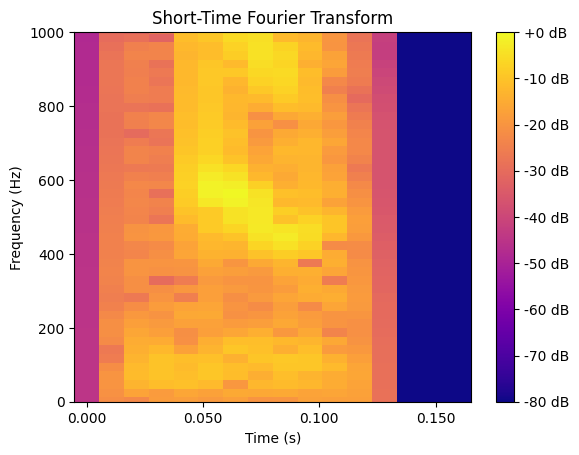 Short-Time Fourier Transform
Frequency (Hz)
1000
800
600
400
200
0
0.000
0.050
0.100
0.150
Time (s)
+0 dB
-10 dB
-20 dB
-30 dB
-40 dB
-50 dB
-60 dB
-70 dB
-80 dB